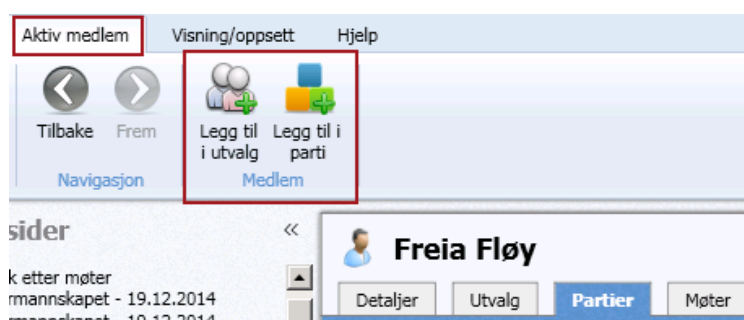 Aktiv medlem Visning/oppsett Hjelp
Tilbake Frem
Legg til i utvalg
Legg til i parti
Navigasjon Medlem
sider «
k etter møter
rmannskapet - 19.12.2014
Freia Fløy
Detaljer Utvalg Partier Møter